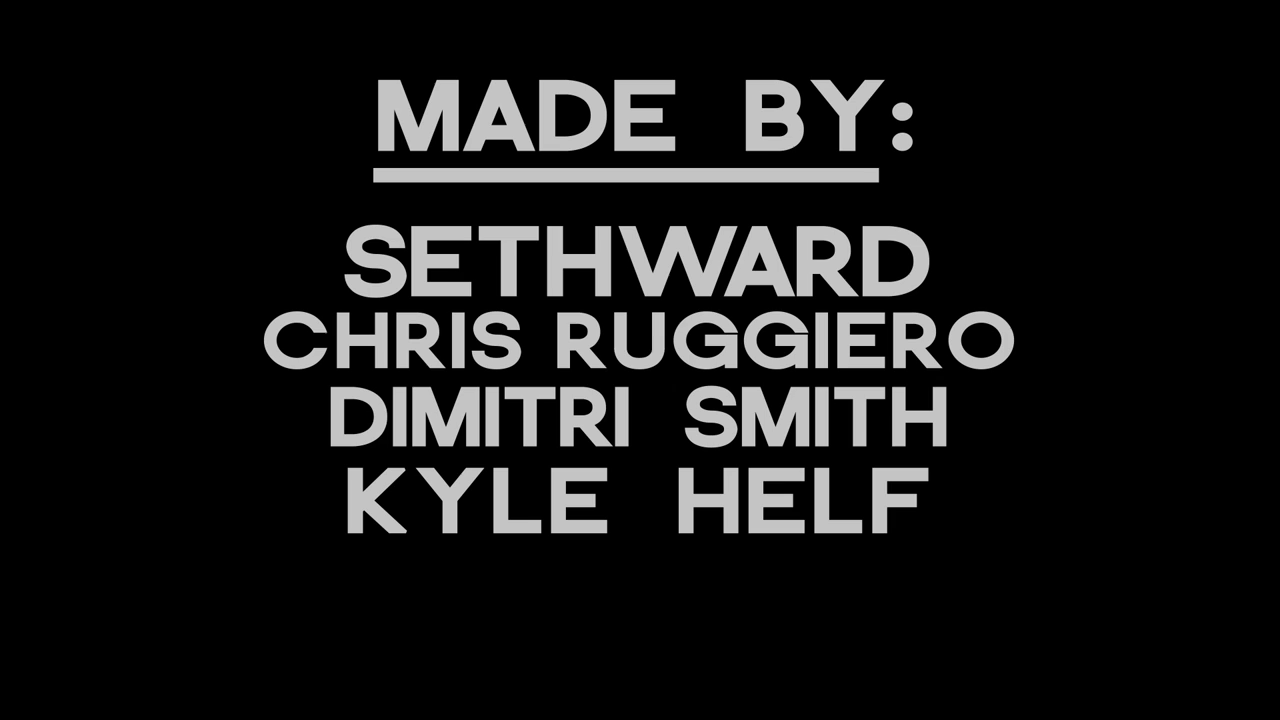 MADE BY:
SETHWARD
CHRIS RUGGIERO
DIMITRI SMITH
KYLE HELF